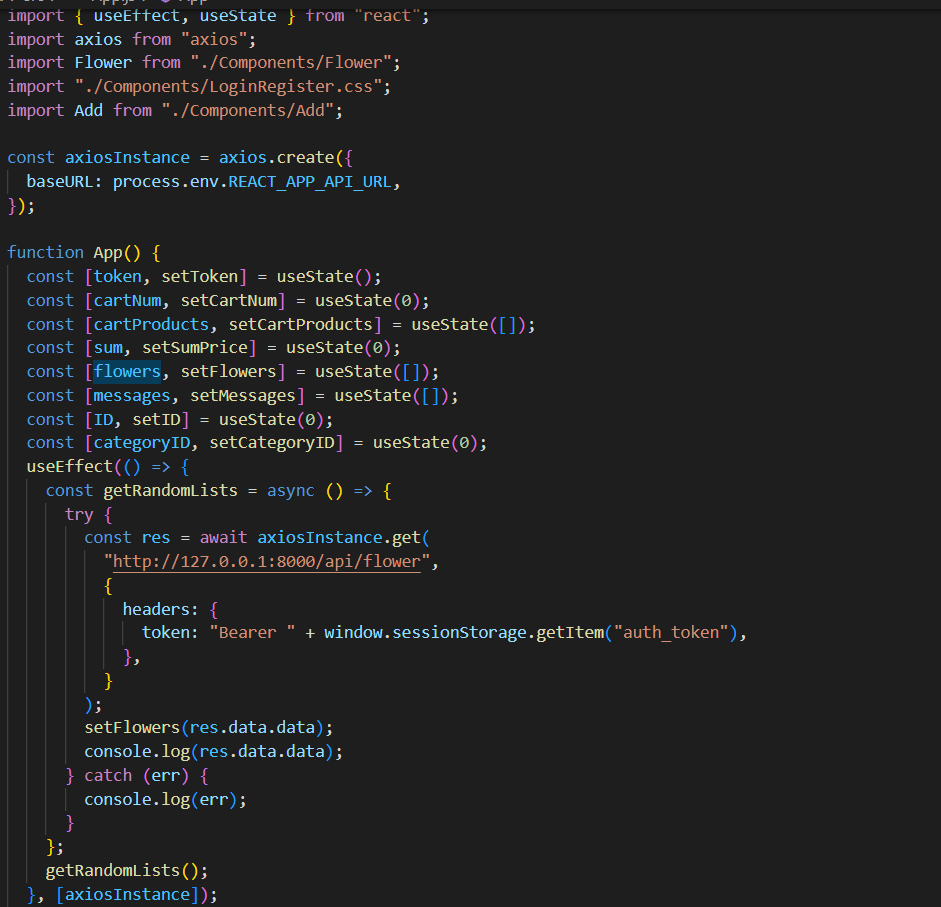 import { useEffect, useState } from "react";
import axios from "axios";
import Flower from "./Components/Flower";
import "./Components/LoginRegister.css";
import Add from "./Components/Add";
const axiosInstance = axios.create({
baseURL: process.env.REACT_APP_API_URL,
});
function App() {
const [token, setToken] = useState();
const [cartNum, setCartNum] = useState(0);
const [cartProducts, setCartProducts] = useState([]);
const [sum, setSumPrice] = useState(0);
const [flowers, setFlowers] = useState([]);
const [messages, setMessages] = useState([]);
const [ID, setID] = useState(0);
const [categoryID, setCategoryID] = useState(0);
useEffect(() => {
const getRandomLists = async () => {
try {
const res = await axiosInstance.get(
"http://127.0.0.1:8000/api/flower",
{
headers: {
token: "Bearer " + window.sessionStorage.getItem("auth_token"),
},
}
);
setFlowers(res.data.data);
console.log(res.data.data);
} catch (err) {
console.log(err);
}
};
getRandomLists();
}, [axiosInstance]);